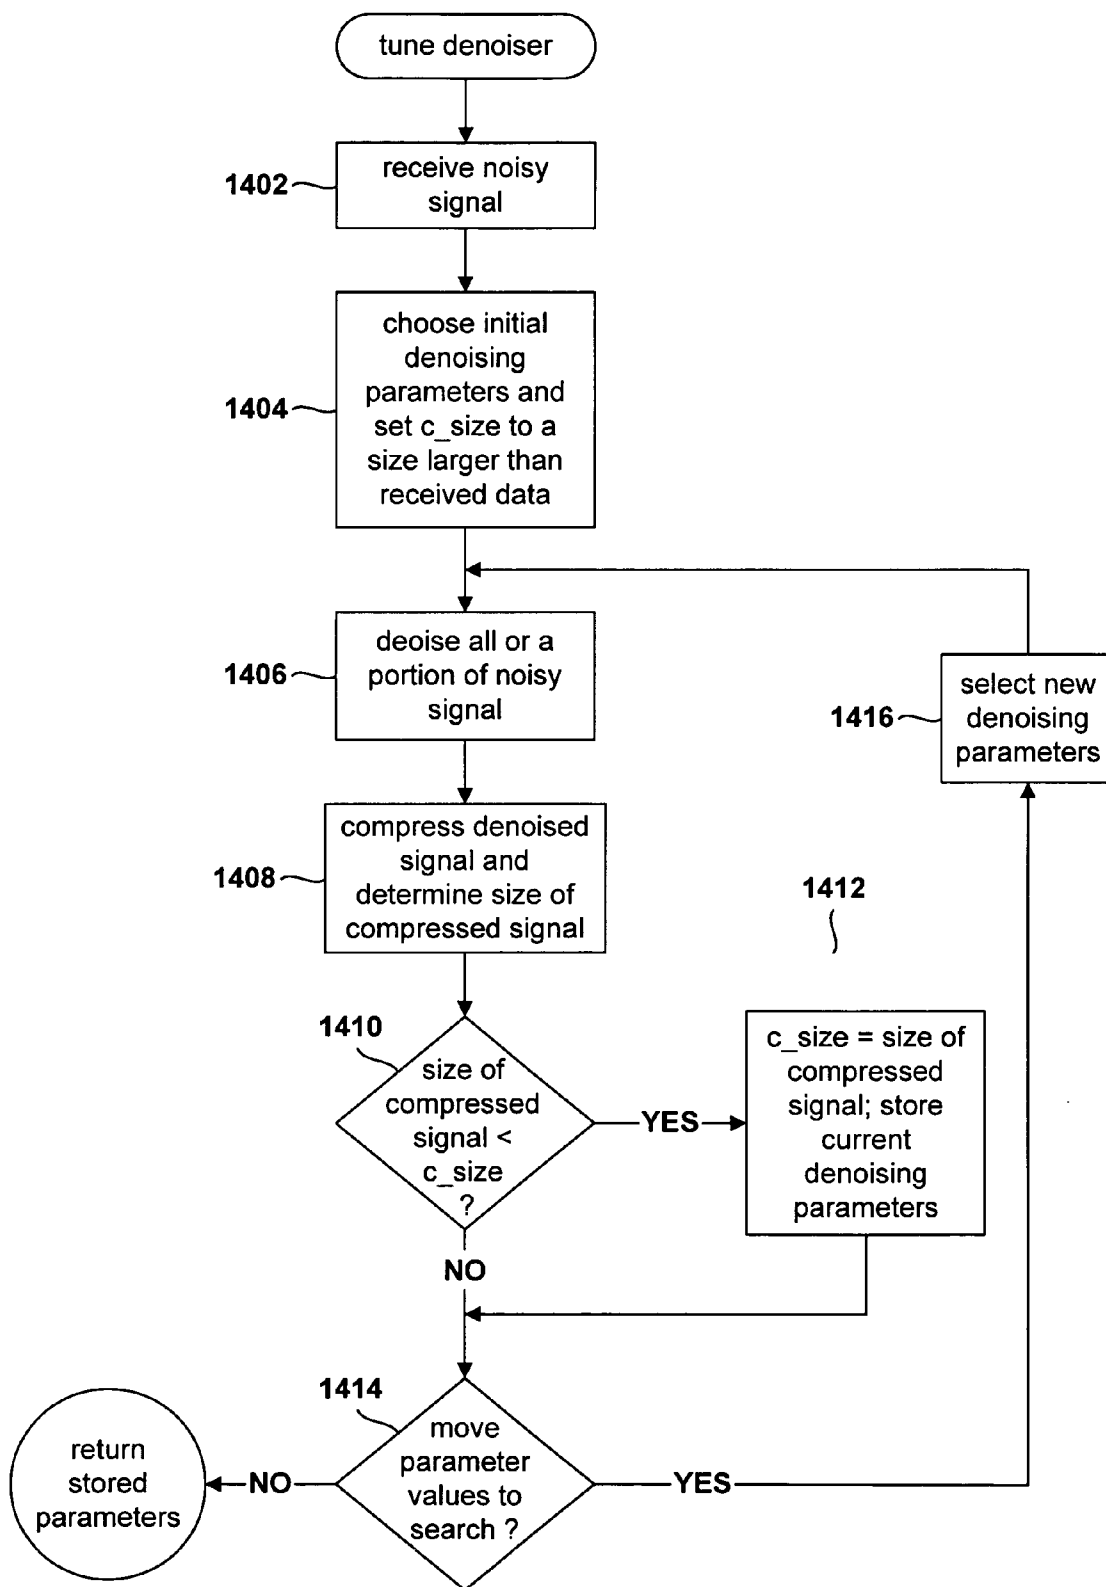 tune denoiser
1402
receive noisy
signal
1404
choose initial
denoising
parameters and
set c_size to a
size larger than
received data
1406
deoise all or a
portion of noisy
signal
1416
select new
denoising
parameters
1408
compress denoised
signal and
determine size of
compressed signal
1412
1410
size of
compressed
signal <
c_size
?
YES
c_size = size of
compressed
signal; store
current
denoising
parameters
NO
1414
move
parameter
values to
search ?
NO
return
stored
parameters
YES